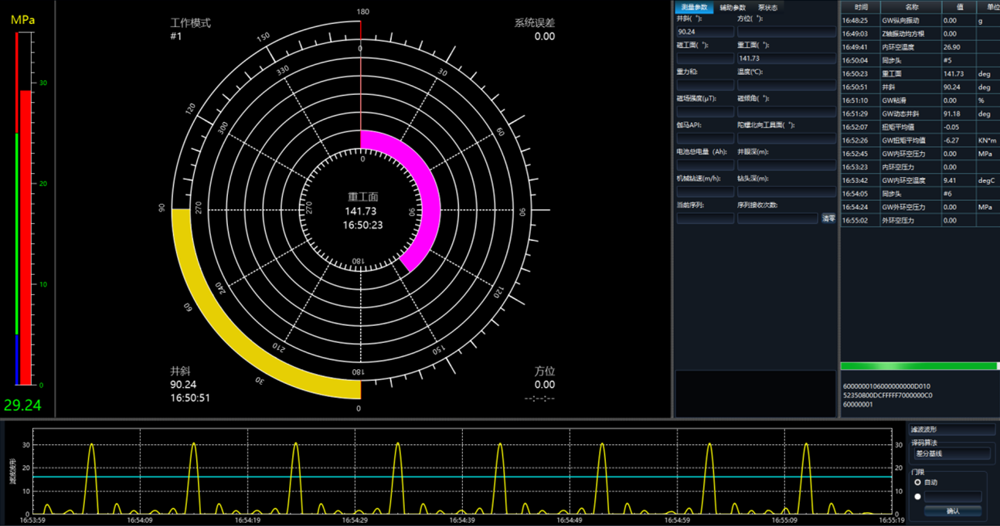 MPa
30
20
10
0
29.24
工作模式
#1
系统误差
0.00
180
150
120
90
60
30
0
0
30
60
90
120
150
180
210
240
270
300
330
0
90
180
270
重工面
141.73
16:50:23
井斜
90.24
16:50:51
方位
0.00
--:--:--
测量参数 辅助参数 泵状态
井斜( °): 方位( °):
90.24
磁工面( °): 重工面( °):
141.73
重力和: 温度(℃):
磁场强度(μT): 磁倾角( °):
伽马API: 陀螺北向工具面( °):
电池总电量 (Ah): 井眼深(m):
机械钻速(m/h): 钻头深(m):
当前序列: 序列接收次数:
清零
时间 名称 值 单位
16:48:25 GW纵向振动 0.00 g
16:49:03 Z轴振动均方根 0.00
16:49:41 内环空温度 26.90
16:50:04 同步头 #5
16:50:23 重工面 141.73 deg
16:50:51 井斜 90.24 deg
16:51:10 GW粘滑 0.00 %
16:51:29 GW动态井斜 91.18 deg
16:52:07 扭矩平均值 -0.05
16:52:26 GW扭矩平均值 -6.27 KN*m
16:52:45 GW内环空压力 0.00 MPa
16:53:23 内环空压力 0.00
16:53:42 GW内环空温度 9.41 degC
16:54:05 同步头 #6
16:54:24 GW外环空压力 0.00 MPa
16:55:02 外环空压力 0.00
6000000106000000000D010
52350800DCFFFFF7000000C0
60000001
滤波波形
30
20
10
0
30
20
10
0
16:53:59 16:54:09 16:54:19 16:54:29 16:54:39 16:54:49 16:54:59 16:55:09 16:55:19
滤波波形
译码算法
差分基线
门限
自动
确认